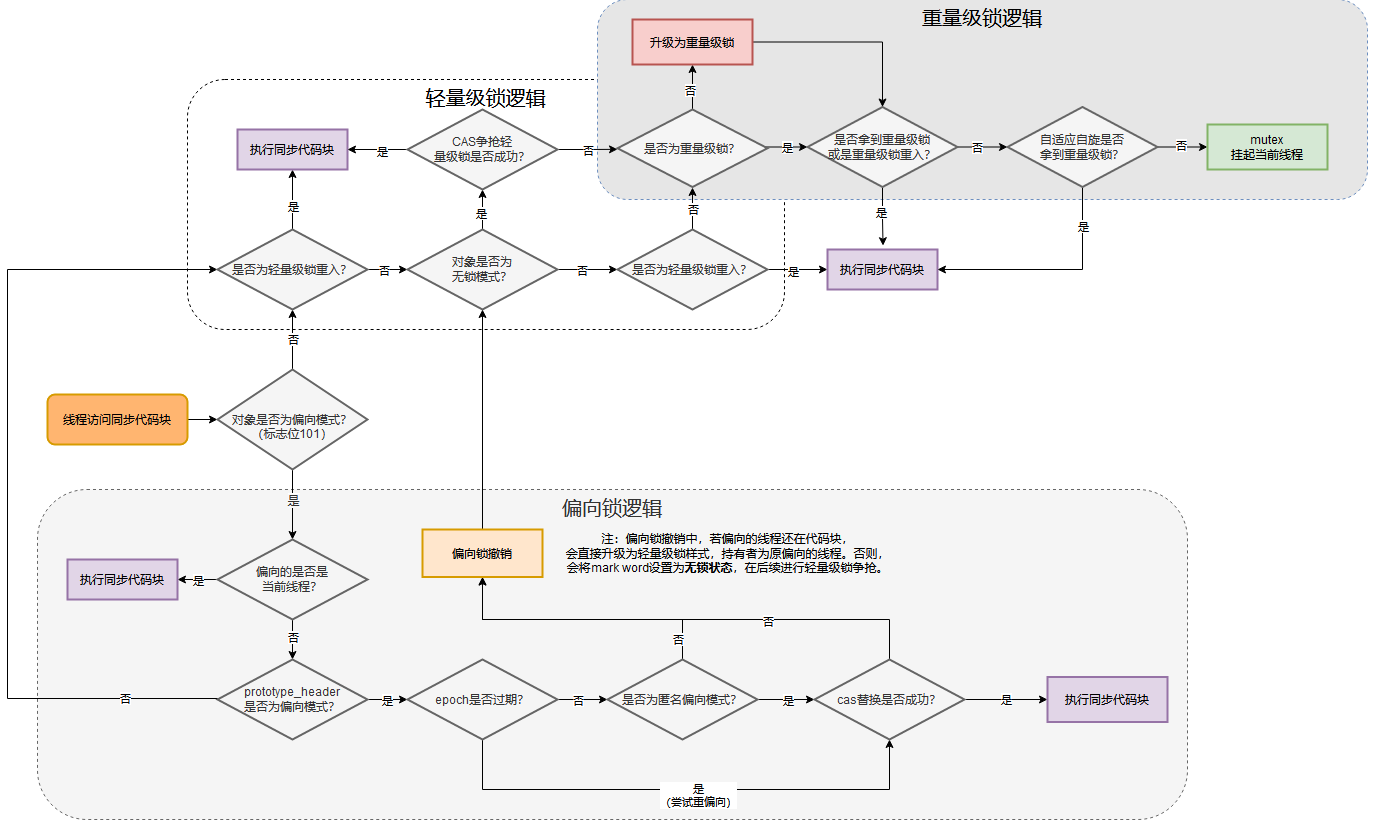 重量级锁逻辑
升级为重量级锁
否
轻量级锁逻辑
执行同步代码块
是
CAS争抢轻
量级锁是否成功?
否
是否为重量级锁?
是
是否拿到重量级锁
或是重量级锁重入?
否
自适应自旋是否
拿到重量级锁?
否
mutex
挂起当前线程
是
是
否
是
是
是否为轻量级锁重入?
否
对象是否为
无锁模式?
否
是否为轻量级锁重入?
是
执行同步代码块
否
线程访问同步代码块
对象是否为偏向模式?
(标志位101)
是
偏向锁逻辑
偏向锁撤销
注：偏向锁撤销中，若偏向的线程还在代码块，
会直接升级为轻量级锁样式，持有者为原偏向的线程。否则，
会将mark word设置为无锁状态，在后续进行轻量级锁争抢。
执行同步代码块
是
偏向的是否是
当前线程?
否
否
否
否
prototype_header
是否为偏向模式?
是
epoch是否过期?
否
是否为匿名偏向模式?
是
cas替换是否成功?
是
执行同步代码块
是
(尝试重偏向)